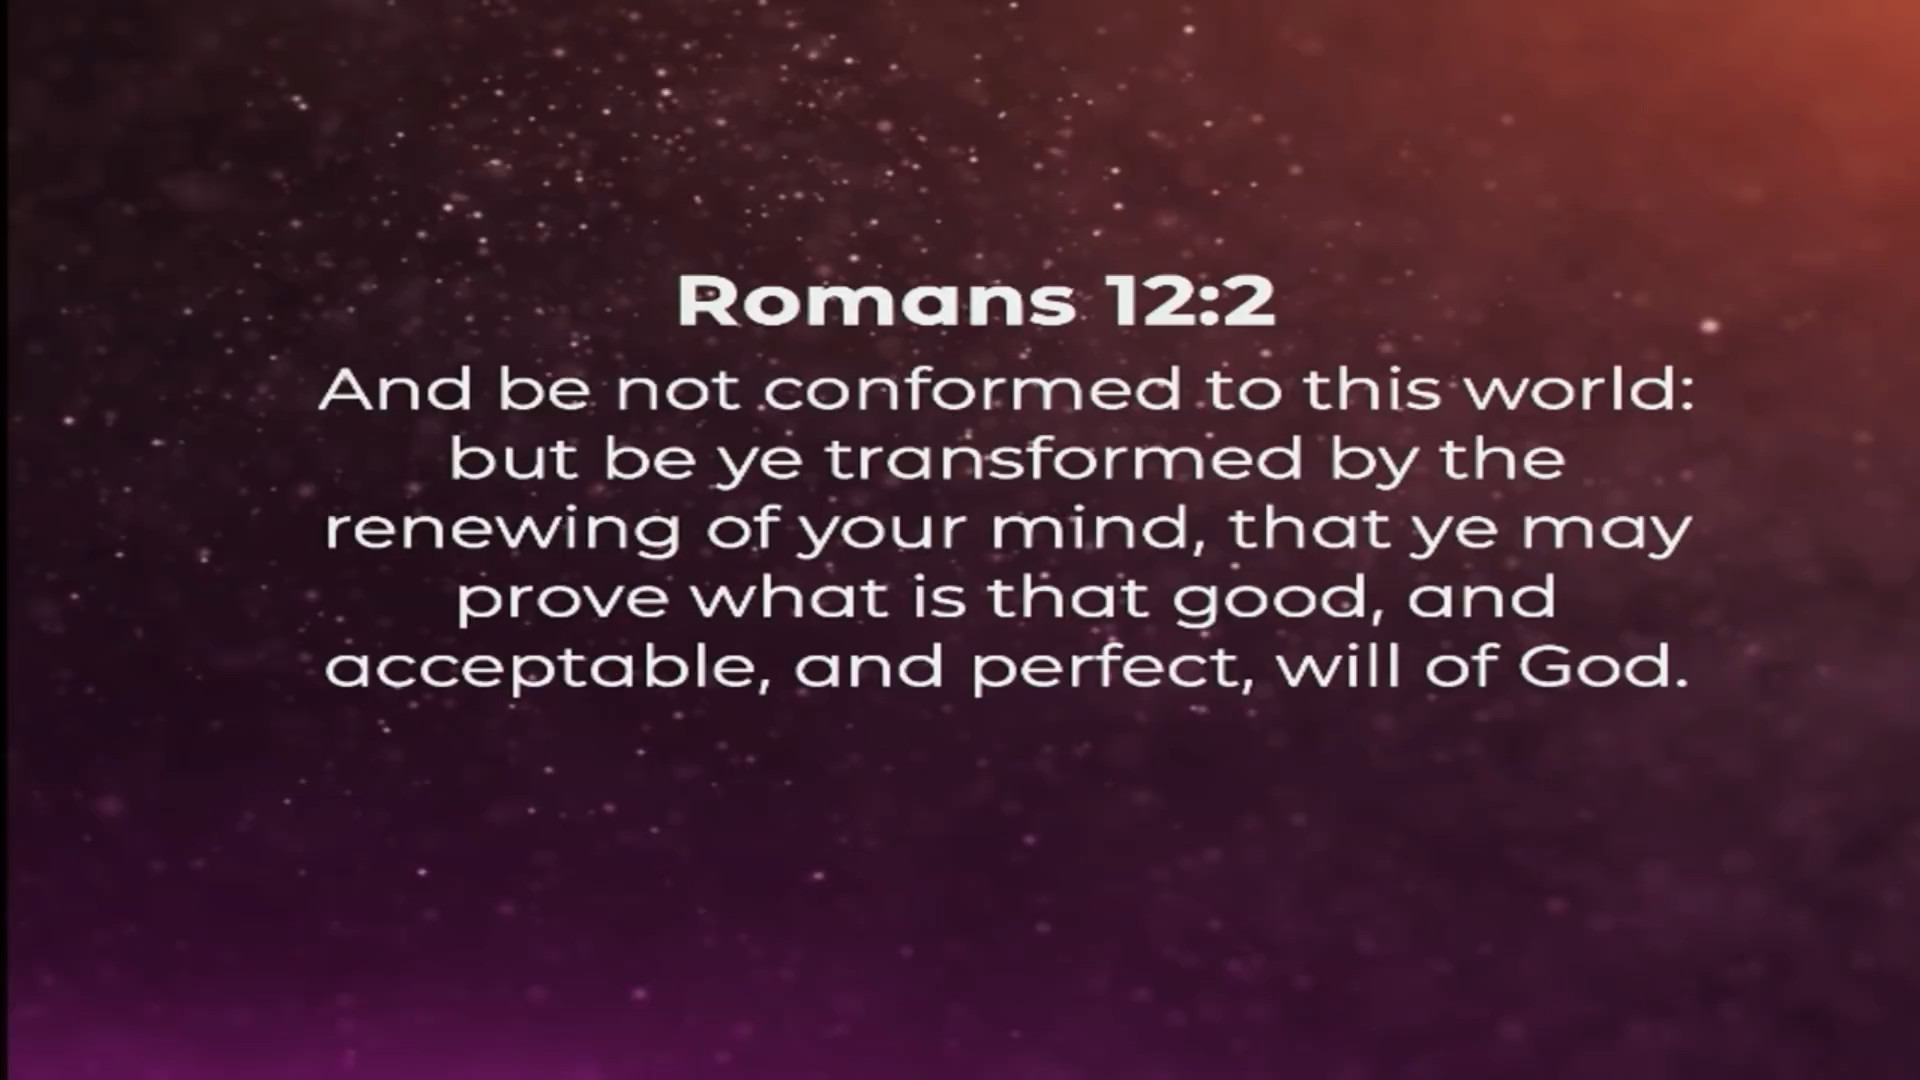 Romans 12:2
And be not conformed to this world:
but be ye transformed by the
renewing of your mind, that ye may
prove what is that good, and
acceptable, and perfect, will of God.